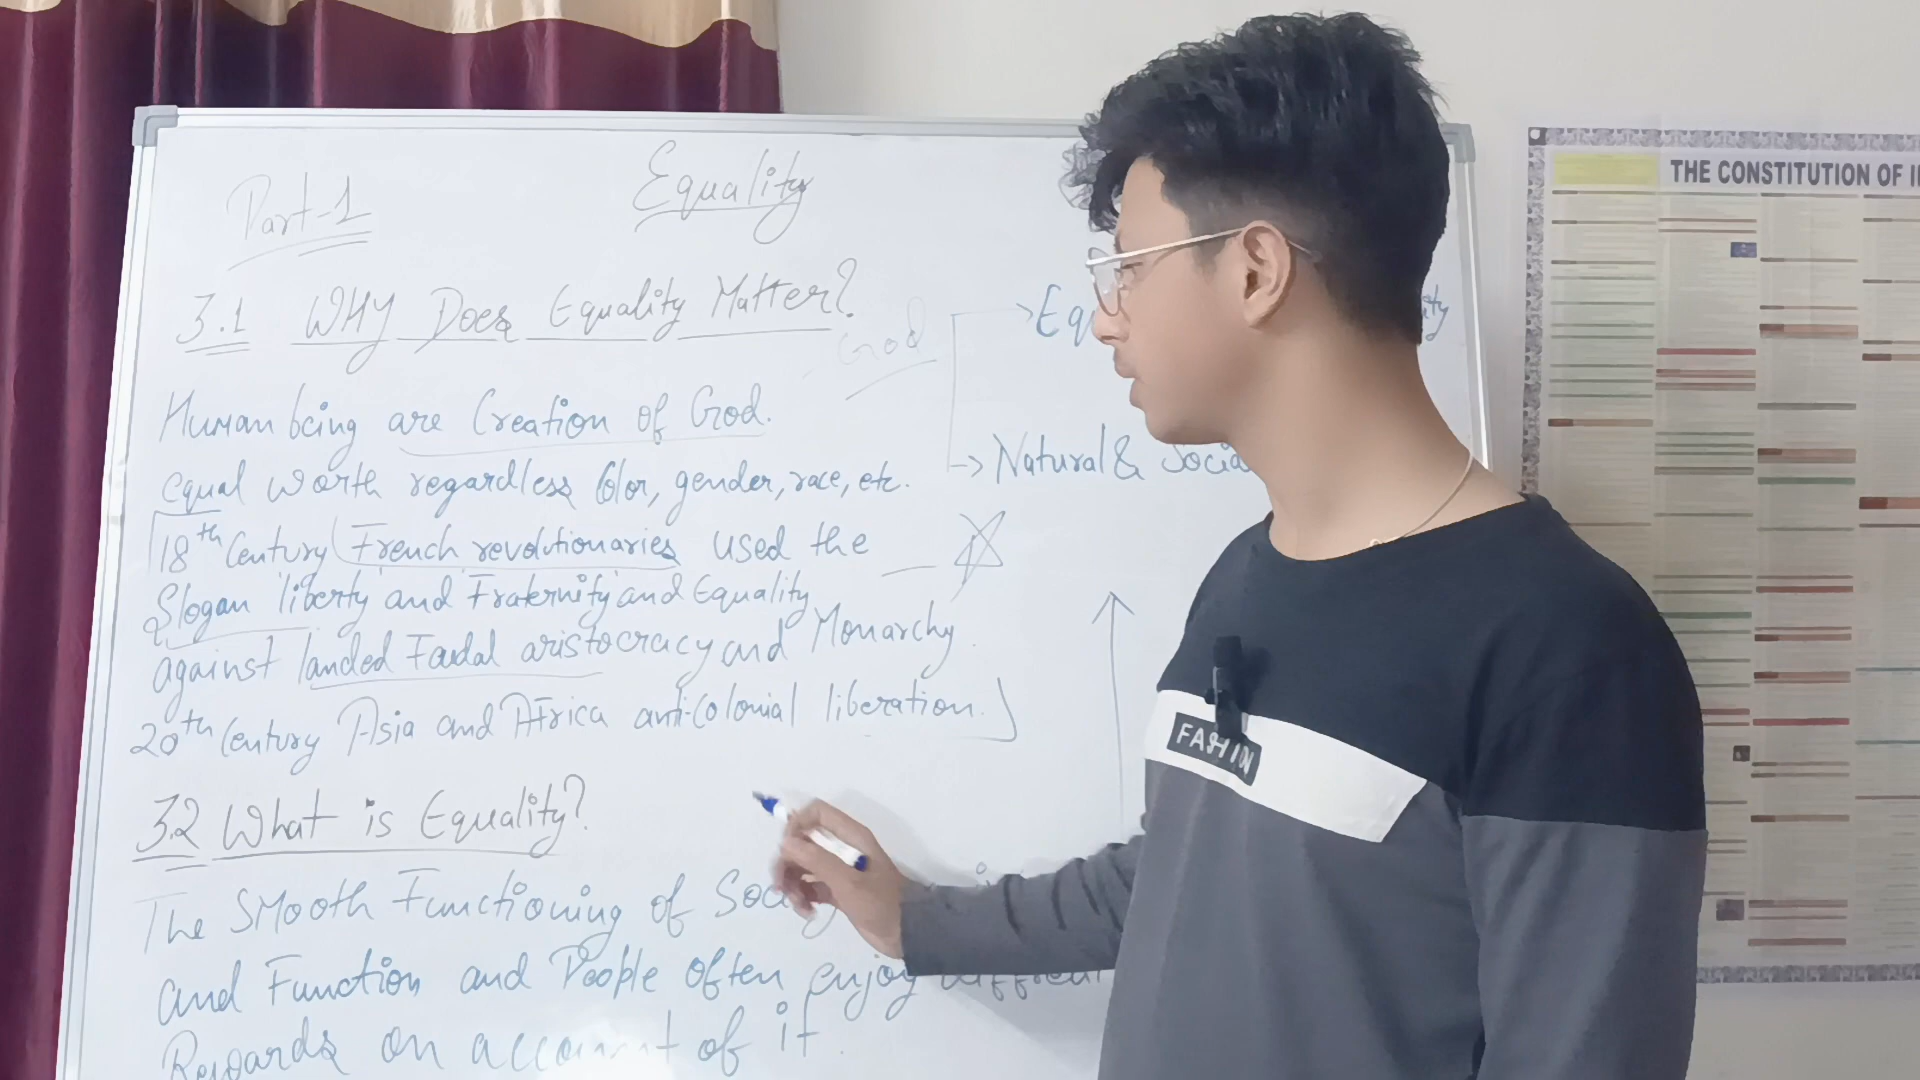 Part-1
Equality
3.1 WHY Does Equality Matter?
God
Human being are Creation of God.
equal worth regardless Color, gender, race, etc.
18th Century French revolutionaries used the
Slogan 'liberty' and 'Fraternity' and Equality
against landed Feudal aristocracy and Monarchy.
20th Century Asia and Africa anti-colonial liberation.
-> Natural & Socia
3.2 What is Equality?
The Smooth Functioning of
and Function and People often enjoy
Rewards on account of it.
THE CONSTITUTION OF
FASHION